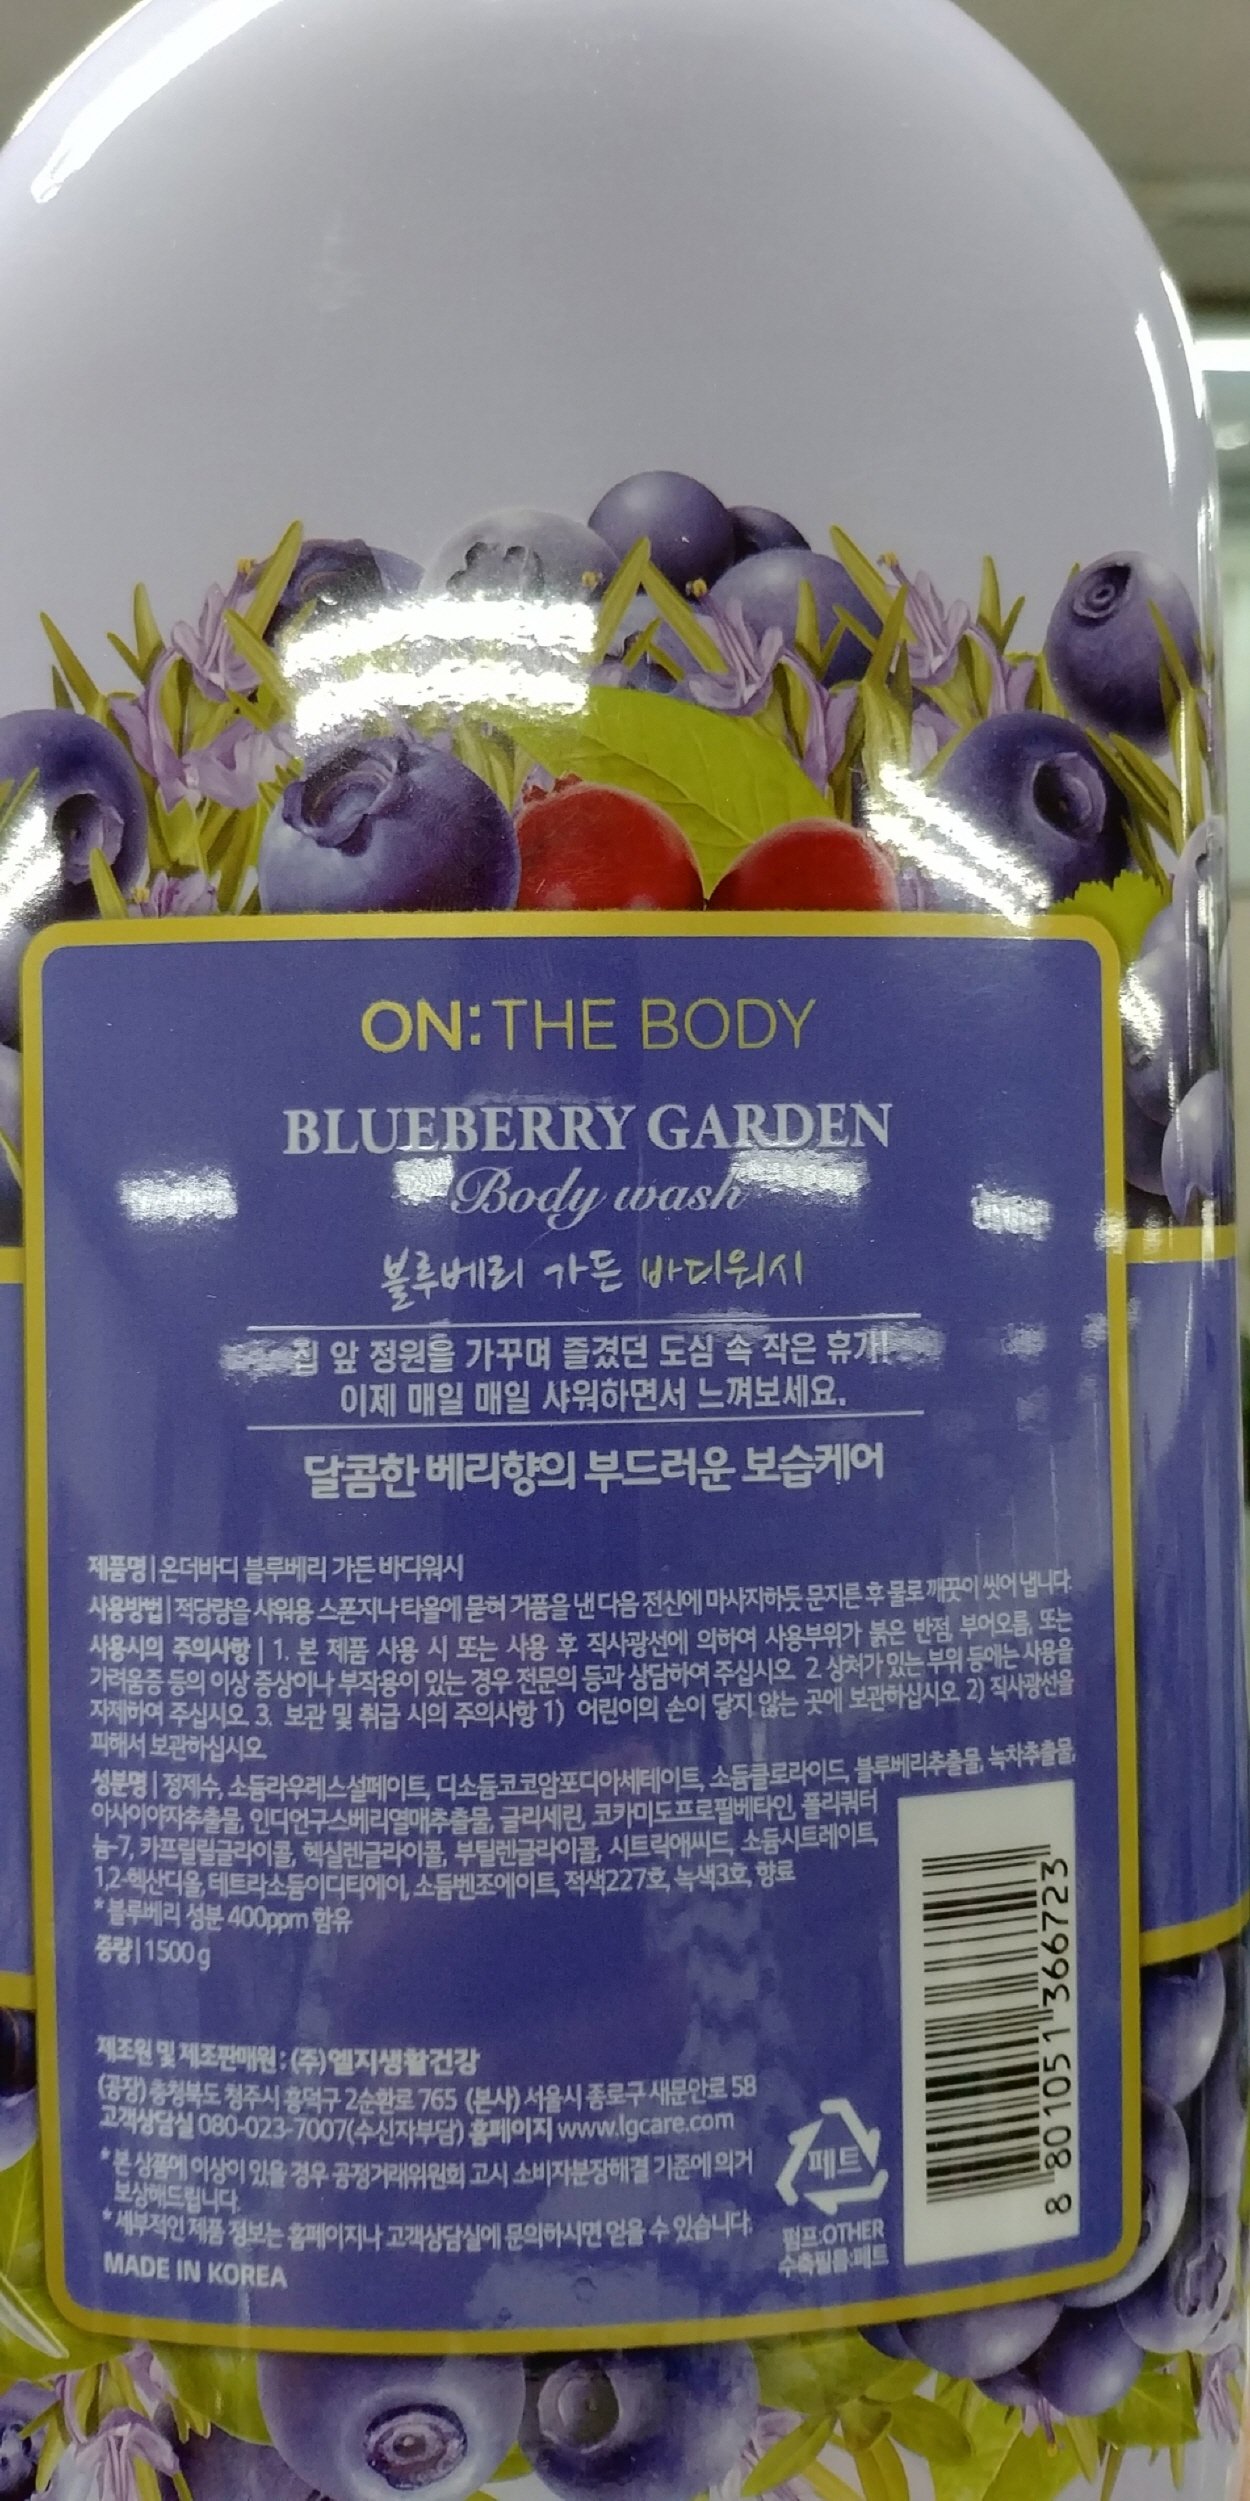 ON:THE BODY
BLUEBERRY GARDEN
Body wash
블루베리 가든 바디워시
집 앞 정원을 가꾸며 즐겼던 도심 속 작은 휴가!
이제 매일 매일 샤워하면서 느껴보세요.
달콤한 베리향의 부드러운 보습케어
제품명 | 온더바디 블루베리 가든 바디워시
사용방법 | 적당량을 샤워용 스폰지나 타올에 묻혀 거품을 낸 다음 전신에 마사지하듯 문지른 후 물로 깨끗이 씻어 냅니다.
사용시의 주의사항 | 1. 본 제품 사용 시 또는 사용 후 직사광선에 의하여 사용부위가 붉은 반점, 부어오름, 또는
가려움증 등의 이상 증상이나 부작용이 있는 경우 전문의 등과 상담하여 주십시오 2. 상처가 있는 부위 등에는 사용을
자제하여 주십시오 3. 보관 및 취급 시의 주의사항 1) 어린이의 손이 닿지 않는 곳에 보관하십시오 2) 직사광선을
피해서 보관하십시오
성분명 | 정제수, 소듐라우레스설페이트, 디소듐코코암포디아세테이트, 소듐클로라이드, 블루베리추출물, 녹차추출물,
아사이야자추출물, 인디언구스베리열매추출물, 글리세린, 코카미도프로필베타인, 폴리쿼터
늄-7, 카프릴릴글라이콜, 헥실렌글라이콜, 부틸렌글라이콜, 시트릭애씨드, 소듐시트레이트,
1,2-헥산디올, 테트라소듐이디티에이, 소듐벤조에이트, 적색227호, 녹색3호, 향료
* 블루베리 성분 400ppm 함유
중량 | 1500 g
제조원 및 제조판매원 : (주)엘지생활건강
(공장) 충청북도 청주시 흥덕구 2순환로 765 (본사) 서울시 종로구 새문안로 58
고객상담실 080-023-7007(수신자부담) 홈페이지 www.lgcare.com
* 본 상품에 이상이 있을 경우 공정거래위원회 고시 소비자분쟁해결 기준에 의거
보상해드립니다.
* 세부적인 제품 정보는 홈페이지나 고객상담실에 문의하시면 얻을 수 있습니다.
MADE IN KOREA
페트
펌프:OTHER
수축필름:페트
8 801051 366723